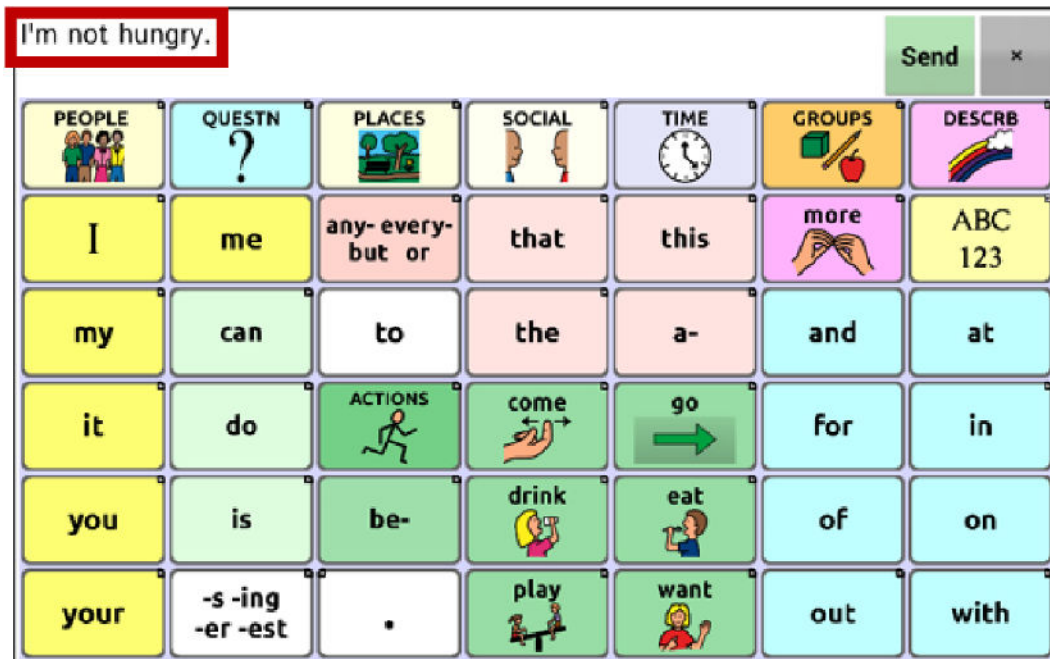 I'm not hungry.
Send ×
PEOPLE QUESTN PLACES SOCIAL TIME GROUPS DESCRB
?
I me any- every- but or that this more ABC 123
my can to the a- and at
it do ACTIONS come go for in
you is be- drink eat of on
your -s -ing -er -est . play want out with